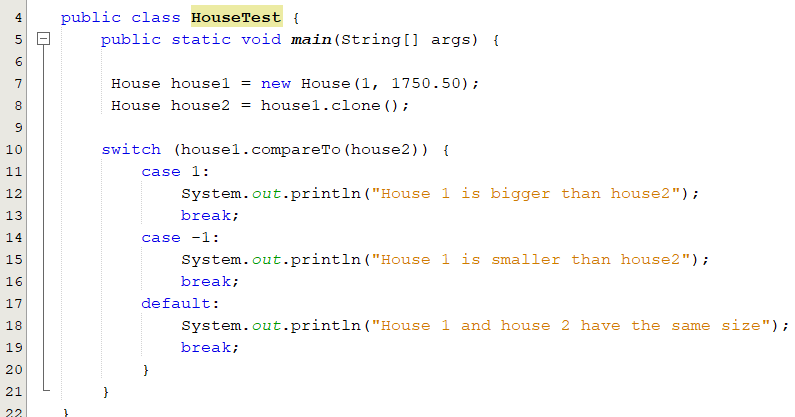 4 public class HouseTest {
5 public static void main(String[] args) {
6
7 House house1 = new House(1, 1750.50);
8 House house2 = house1.clone();
9
10 switch (house1.compareTo(house2)) {
11 case 1:
12 System.out.println("House 1 is bigger than house2");
13 break;
14 case -1:
15 System.out.println("House 1 is smaller than house2");
16 break;
17 default:
18 System.out.println("House 1 and house 2 have the same size");
19 break;
20 }
21 }
22 }